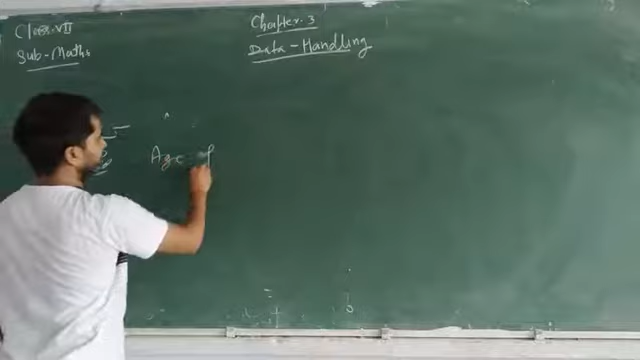 Class-VII
Sub-Maths
Chapter-3
Data-Handling
Age of